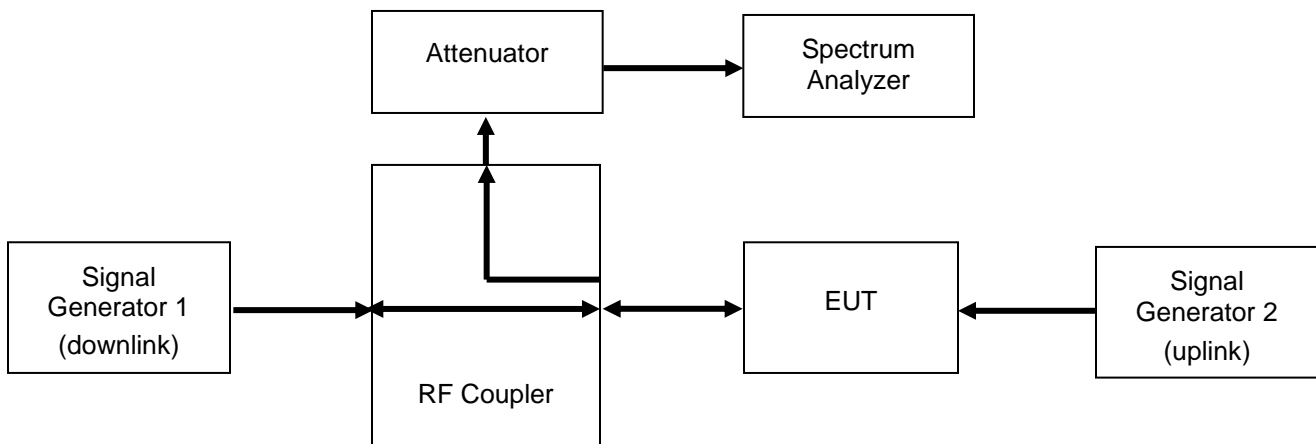 Attenuator
Spectrum
Analyzer
Signal
Generator 1
(downlink)
EUT
Signal
Generator 2
(uplink)
RF Coupler